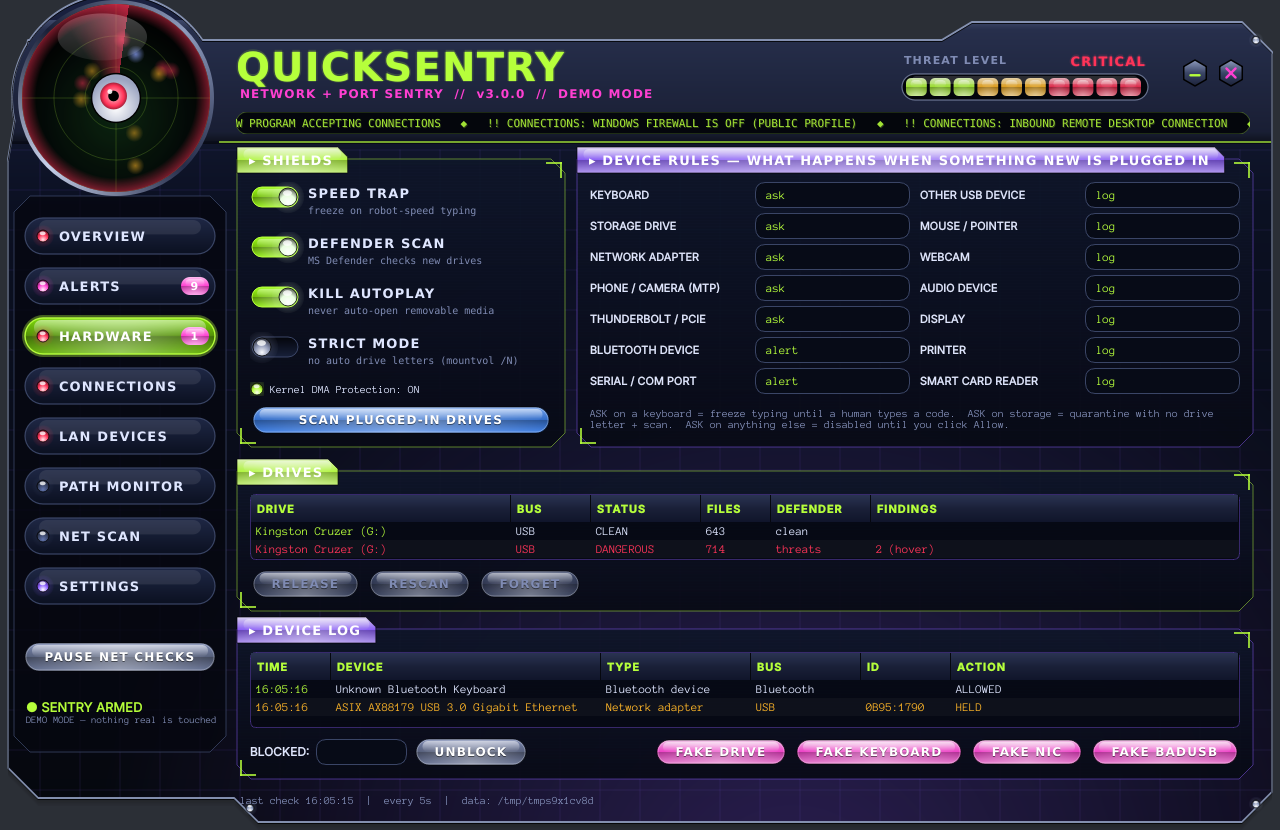 QUICKSENTRY
NETWORK + PORT SENTRY // v3.0.0 // DEMO MODE
THREAT LEVEL CRITICAL
W PROGRAM ACCEPTING CONNECTIONS ◆ !! CONNECTIONS: WINDOWS FIREWALL IS OFF (PUBLIC PROFILE) ◆ !! CONNECTIONS: INBOUND REMOTE DESKTOP CONNECTION
OVERVIEW
ALERTS 9
HARDWARE 1
CONNECTIONS
LAN DEVICES
PATH MONITOR
NET SCAN
SETTINGS
PAUSE NET CHECKS
● SENTRY ARMED
DEMO MODE — nothing real is touched
▸ SHIELDS
SPEED TRAP
freeze on robot-speed typing
DEFENDER SCAN
MS Defender checks new drives
KILL AUTOPLAY
never auto-open removable media
STRICT MODE
no auto drive letters (mountvol /N)
Kernel DMA Protection: ON
SCAN PLUGGED-IN DRIVES
▸ DEVICE RULES — WHAT HAPPENS WHEN SOMETHING NEW IS PLUGGED IN
KEYBOARD ask OTHER USB DEVICE log
STORAGE DRIVE ask MOUSE / POINTER log
NETWORK ADAPTER ask WEBCAM log
PHONE / CAMERA (MTP) ask AUDIO DEVICE log
THUNDERBOLT / PCIE ask DISPLAY log
BLUETOOTH DEVICE alert PRINTER log
SERIAL / COM PORT alert SMART CARD READER log
ASK on a keyboard = freeze typing until a human types a code. ASK on storage = quarantine with no drive
letter + scan. ASK on anything else = disabled until you click Allow.
▸ DRIVES
DRIVE BUS STATUS FILES DEFENDER FINDINGS
Kingston Cruzer (G:) USB CLEAN 643 clean
Kingston Cruzer (G:) USB DANGEROUS 714 threats 2 (hover)
RELEASE RESCAN FORGET
▸ DEVICE LOG
TIME DEVICE TYPE BUS ID ACTION
16:05:16 Unknown Bluetooth Keyboard Bluetooth device Bluetooth ALLOWED
16:05:16 ASIX AX88179 USB 3.0 Gigabit Ethernet Network adapter USB 0B95:1790 HELD
BLOCKED: UNBLOCK FAKE DRIVE FAKE KEYBOARD FAKE NIC FAKE BADUSB
last check 16:05:15 | every 5s | data: /tmp/tmps9x1cv8d